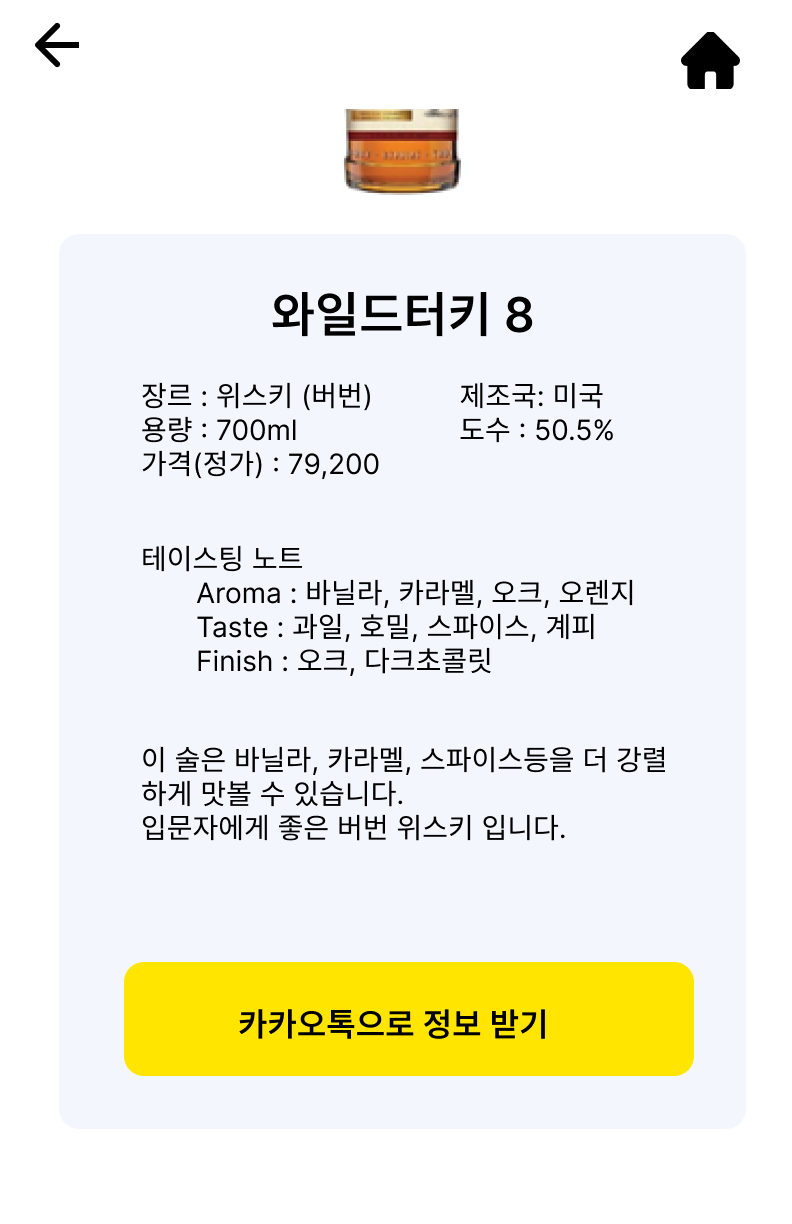 와일드터키 8
장르 : 위스키 (버번)
제조국: 미국
용량 : 700ml
도수 : 50.5%
가격(정가) : 79,200
테이스팅 노트
Aroma : 바닐라, 카라멜, 오크, 오렌지
Taste : 과일, 호밀, 스파이스, 계피
Finish : 오크, 다크초콜릿
이 술은 바닐라, 카라멜, 스파이스등을 더 강렬
하게 맛볼 수 있습니다.
입문자에게 좋은 버번 위스키 입니다.
카카오톡으로 정보 받기